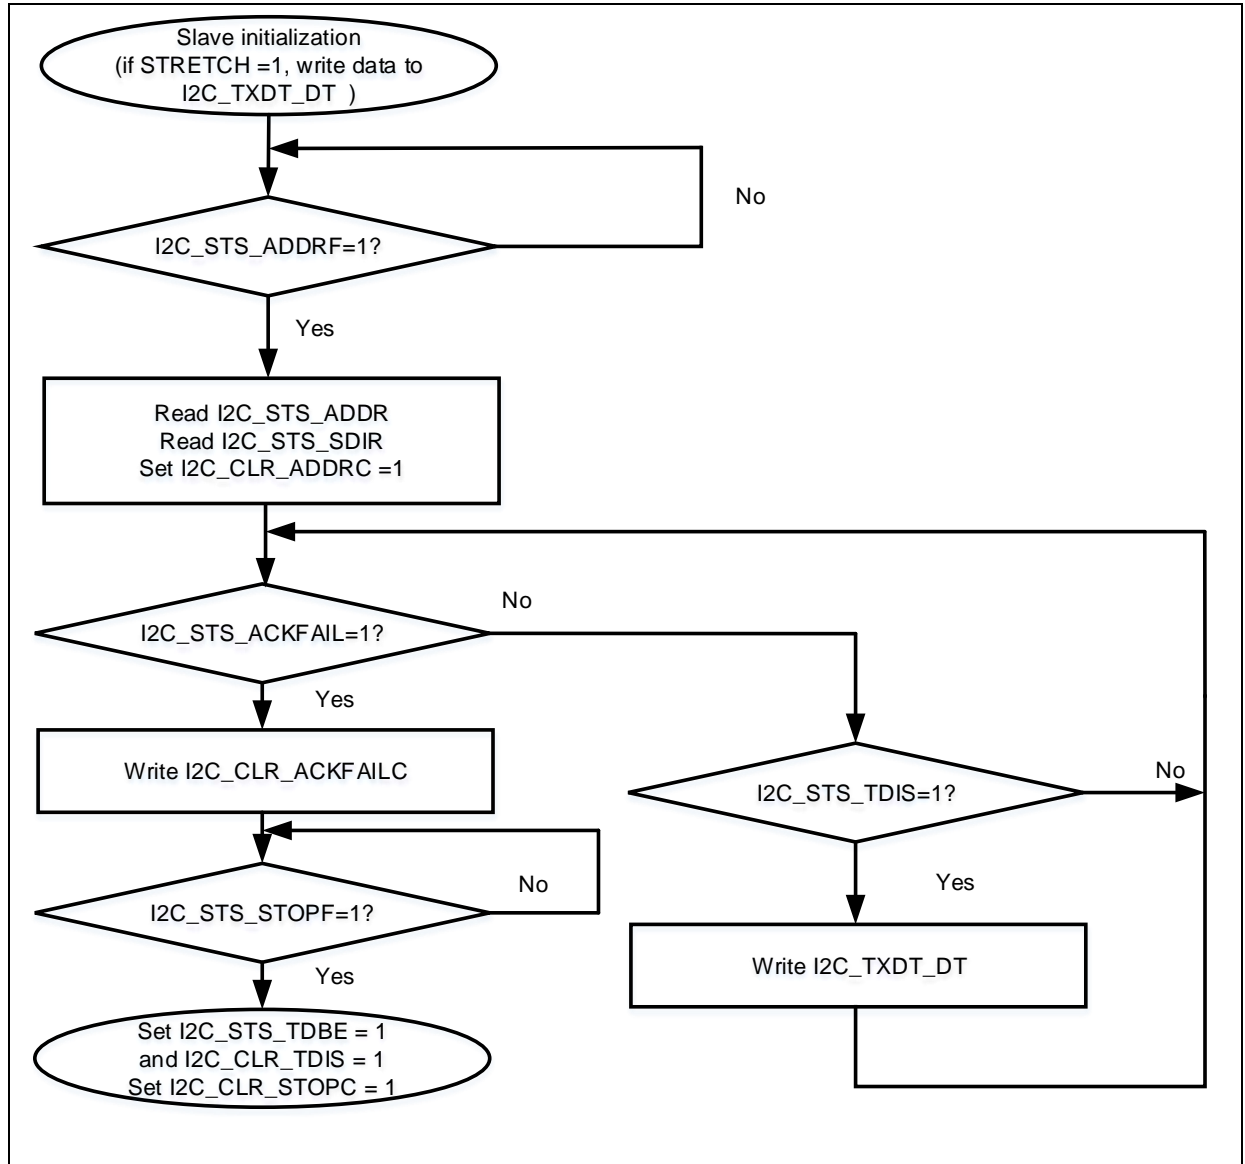 Slave initialization
(if STRETCH =1, write data to
I2C_TXDT_DT  )
No
I2C_STS_ADDRF=1?
Yes
Read I2C_STS_ADDR
Read I2C_STS_SDIR
Set I2C_CLR_ADDRC =1
No
I2C_STS_ACKFAIL=1?
Yes
Write I2C_CLR_ACKFAILC
No
I2C_STS_TDIS=1?
No
Yes
I2C_STS_STOPF=1?
Write I2C_TXDT_DT
Yes
Set I2C_STS_TDBE = 1
and I2C_CLR_TDIS = 1
Set I2C_CLR_STOPC = 1